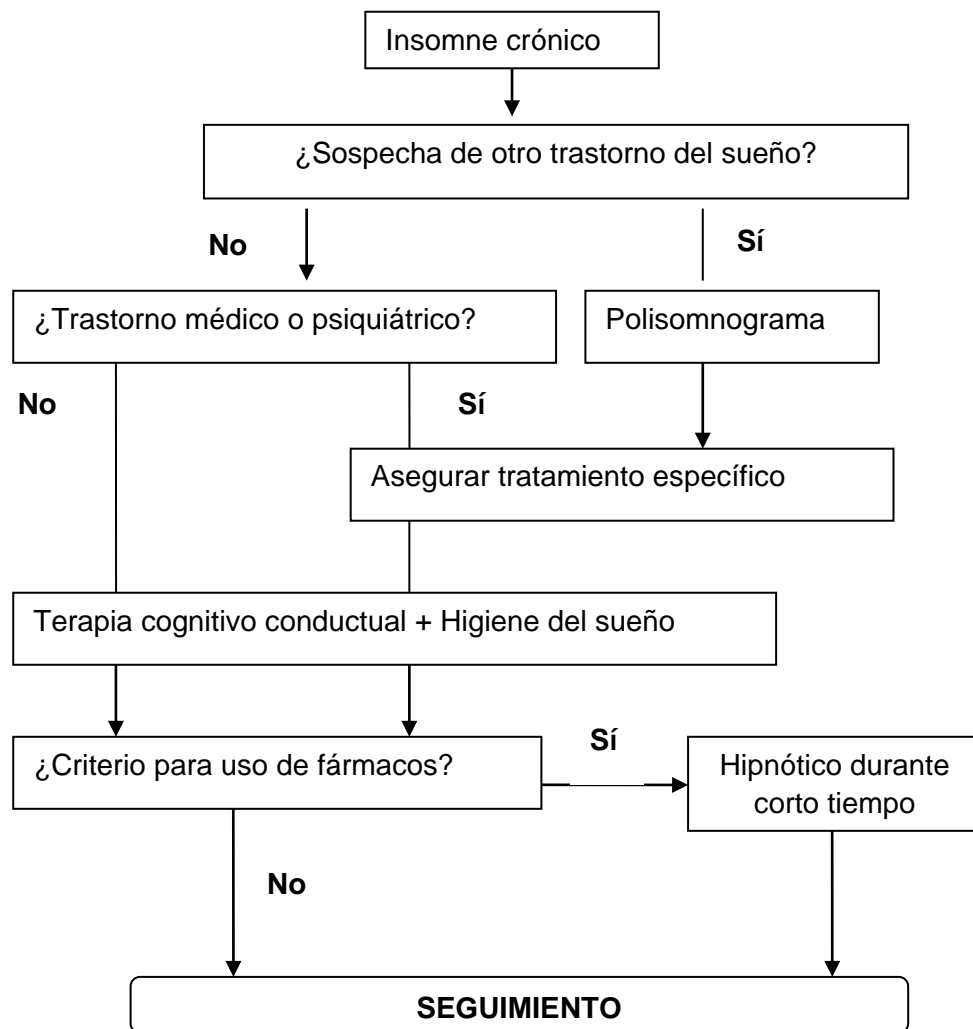 Insomne crónico
¿Sospecha de otro trastorno del sueño?
No
Sí
¿Trastorno médico o psiquiátrico?
Polisomnograma
No
Sí
Asegurar tratamiento específico
Terapia cognitivo conductual + Higiene del sueño
¿Criterio para uso de fármacos?
Sí
Hipnótico durante
corto tiempo
No
SEGUIMIENTO